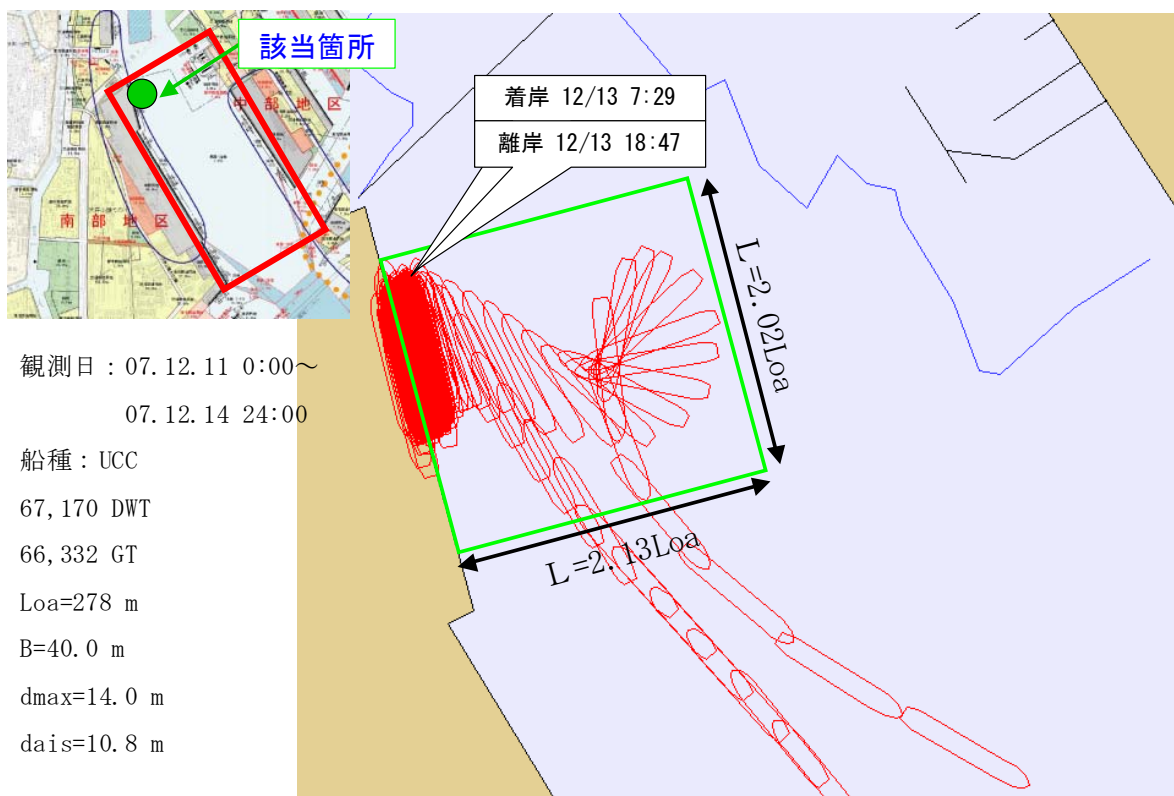 該当箇所
中部地区
南部地区
着岸 12/13 7:29
離岸 12/13 18:47
L=2.02Loa
L=2.13Loa
観測日：07.12.11 0:00～
07.12.14 24:00
船種：UCC
67,170 DWT
66,332 GT
Loa=278 m
B=40.0 m
dmax=14.0 m
dais=10.8 m